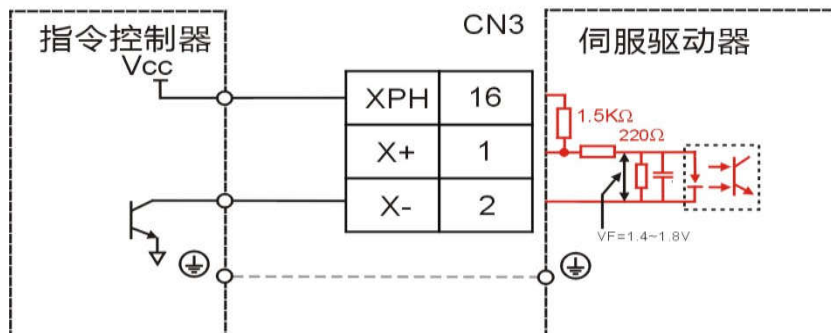 CN3
指令控制器
伺服驱动器
Vcc
XPH 16
1.5KΩ
220Ω
X+ 1
X- 2
VF=1.4~1.8V